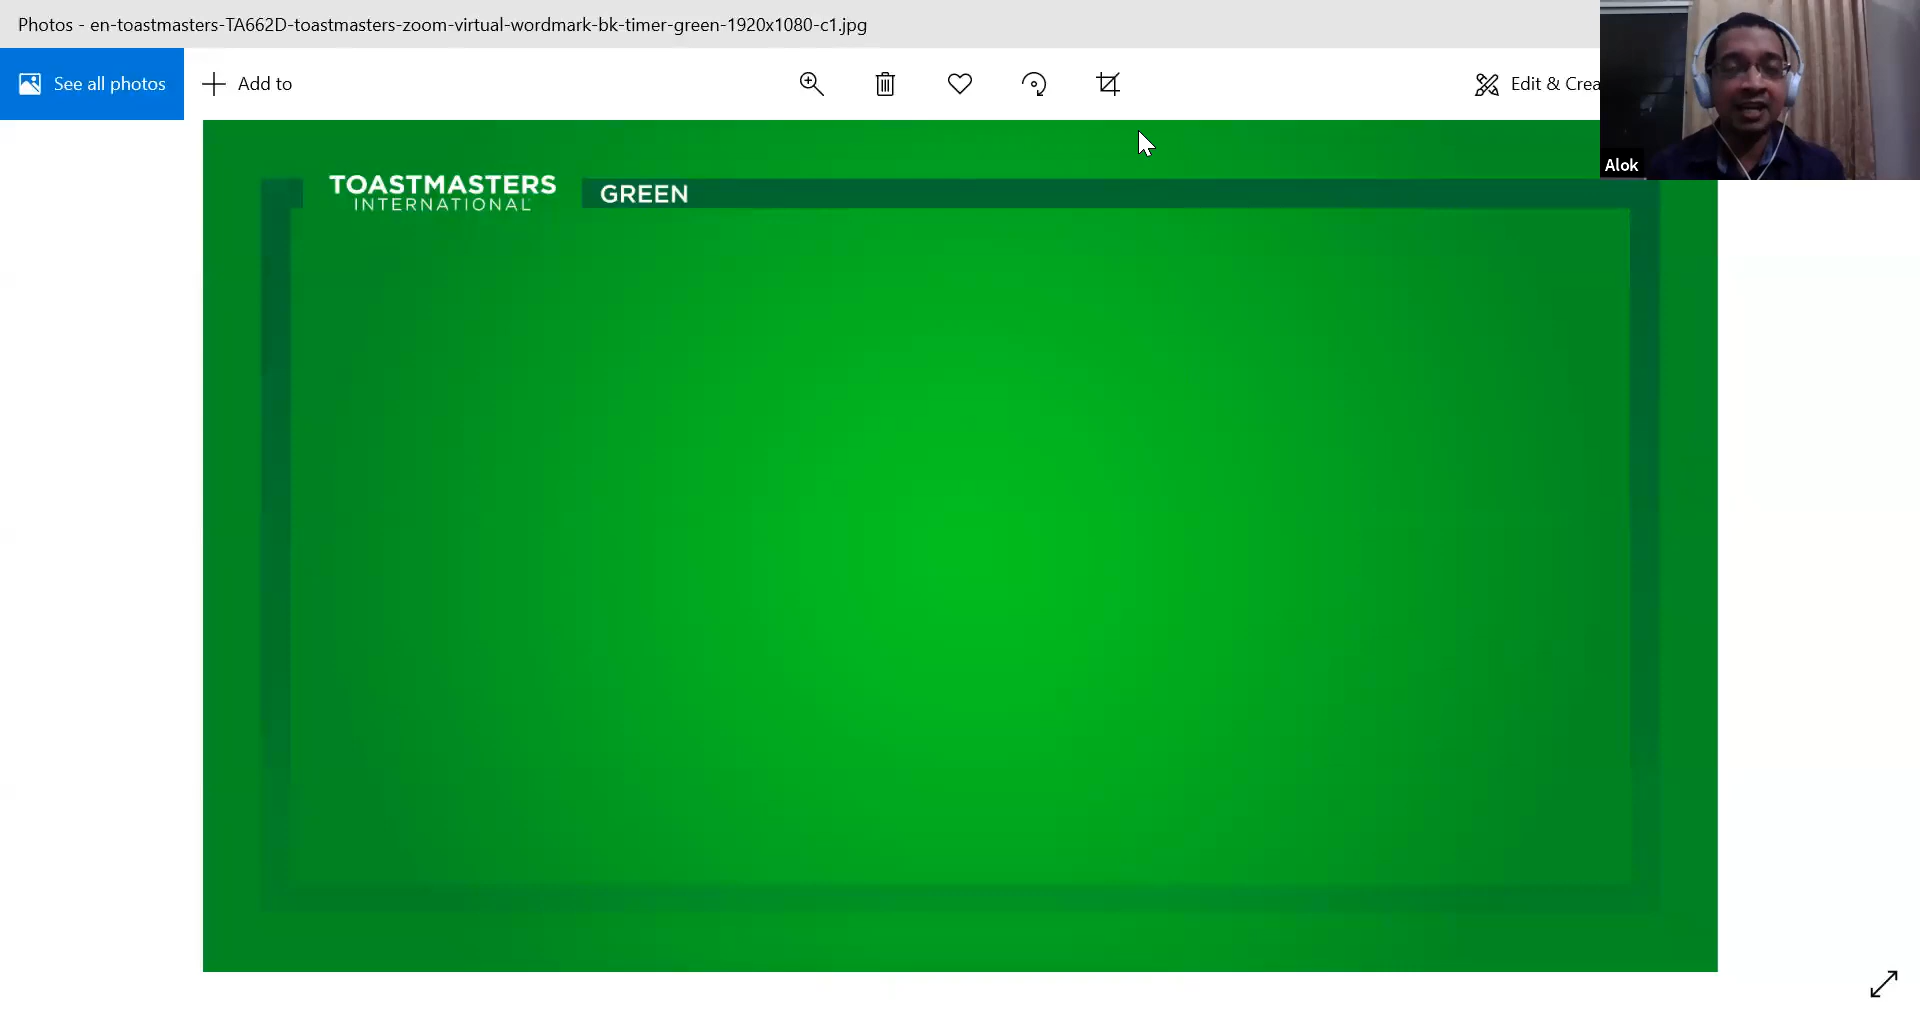 Photos - en-toastmasters-TA662D-toastmasters-zoom-virtual-wordmark-bk-timer-green-1920x1080-c1.jpg
See all photos
Add to
Edit & Crea
Alok
TOASTMASTERS
INTERNATIONAL
GREEN